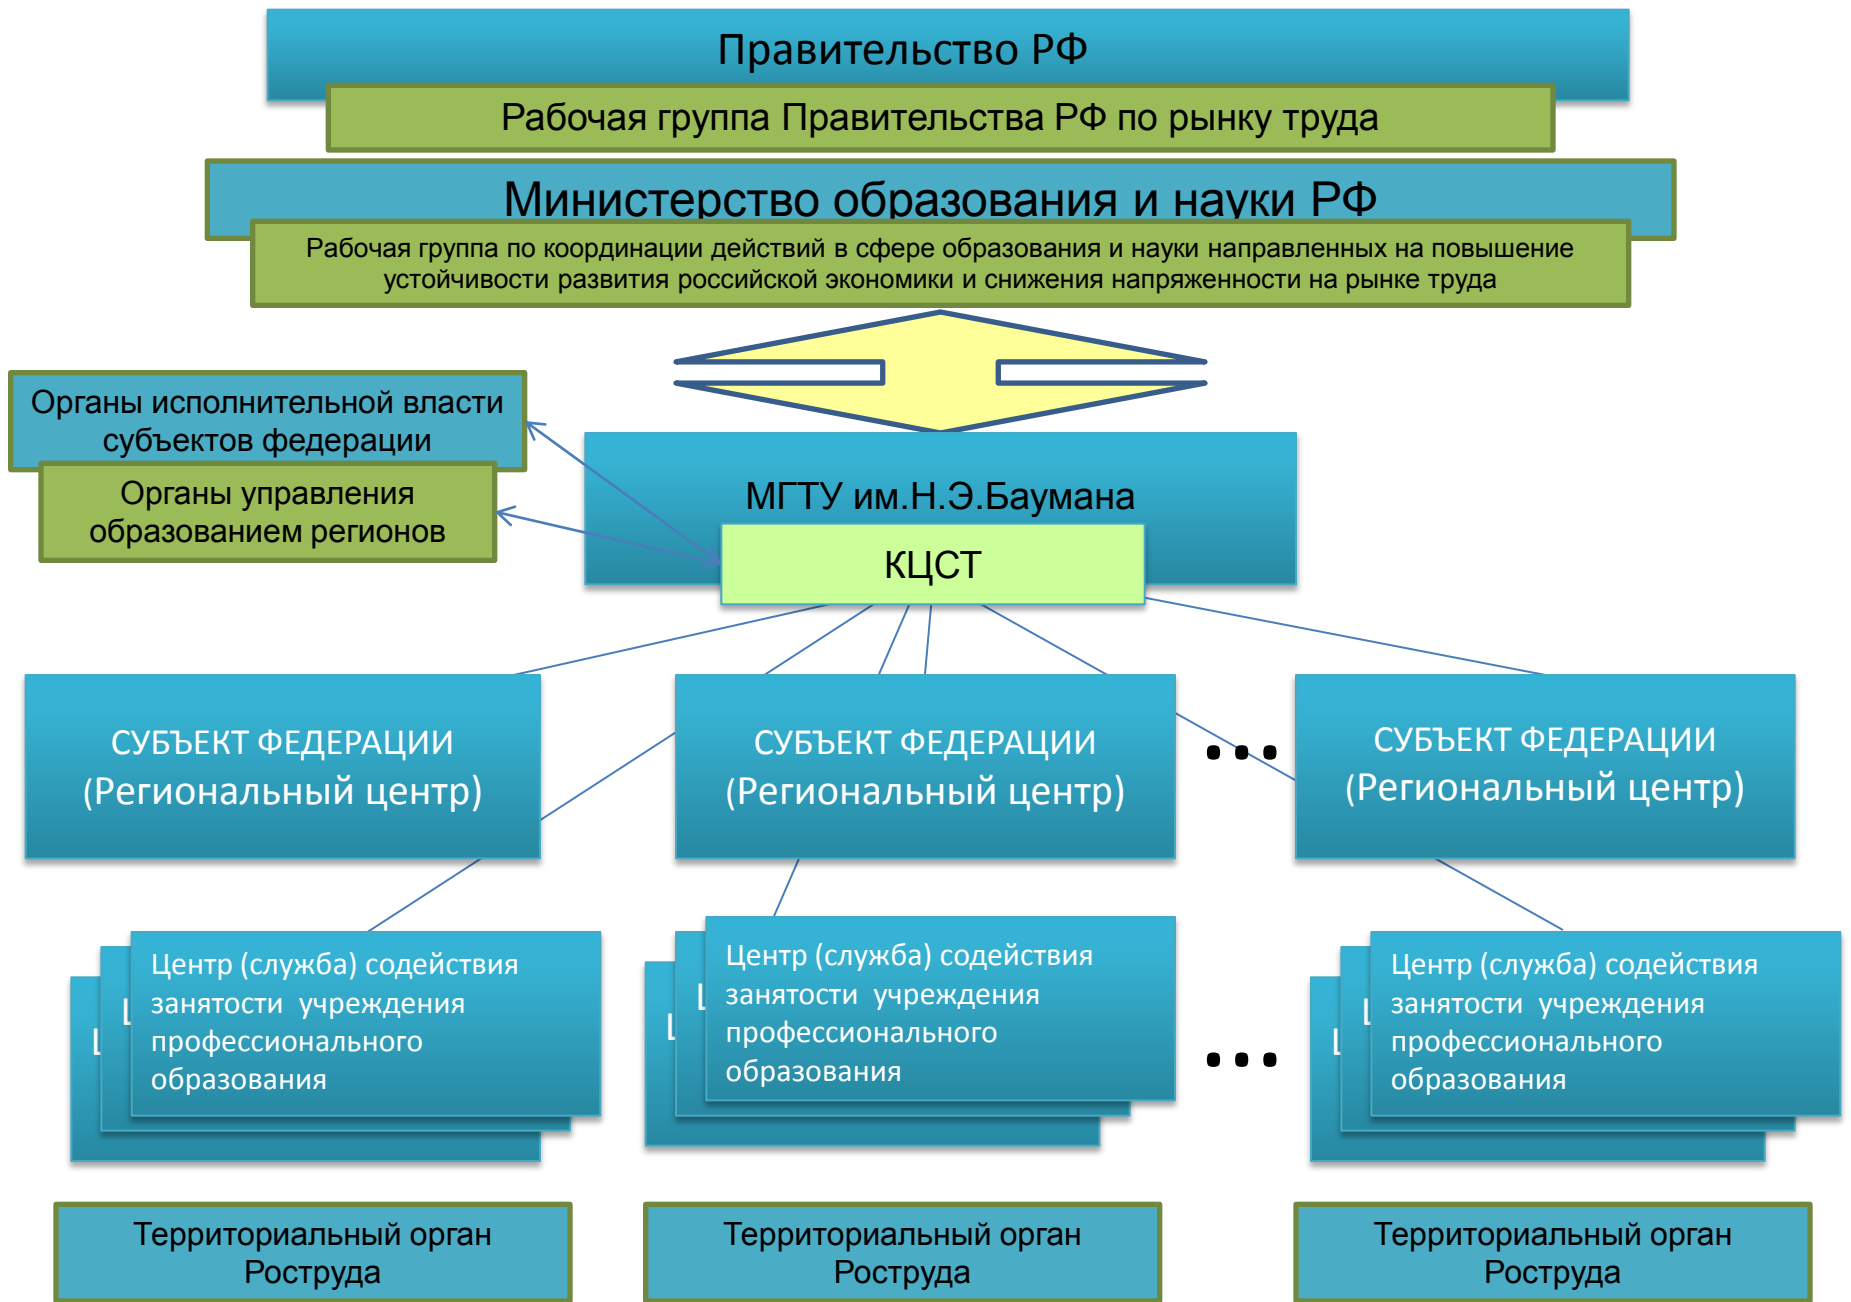 Правительство РФ
Рабочая группа Правительства РФ по рынку труда
Министерство образования и науки РФ
Рабочая группа по координации действий в сфере образования и науки направленных на повышение
устойчивости развития российской экономики и снижения напряженности на рынке труда
Органы исполнительной власти
субъектов федерации
Органы управления
образованием регионов
МГТУ им.Н.Э.Баумана
КЦСТ
СУБЪЕКТ ФЕДЕРАЦИИ
(Региональный центр)
СУБЪЕКТ ФЕДЕРАЦИИ
(Региональный центр)
...
СУБЪЕКТ ФЕДЕРАЦИИ
(Региональный центр)
Центр (служба) содействия
занятости учреждения
профессионального
образования
Центр (служба) содействия
занятости учреждения
профессионального
образования
...
Центр (служба) содействия
занятости учреждения
профессионального
образования
Территориальный орган
Роструда
Территориальный орган
Роструда
Территориальный орган
Роструда